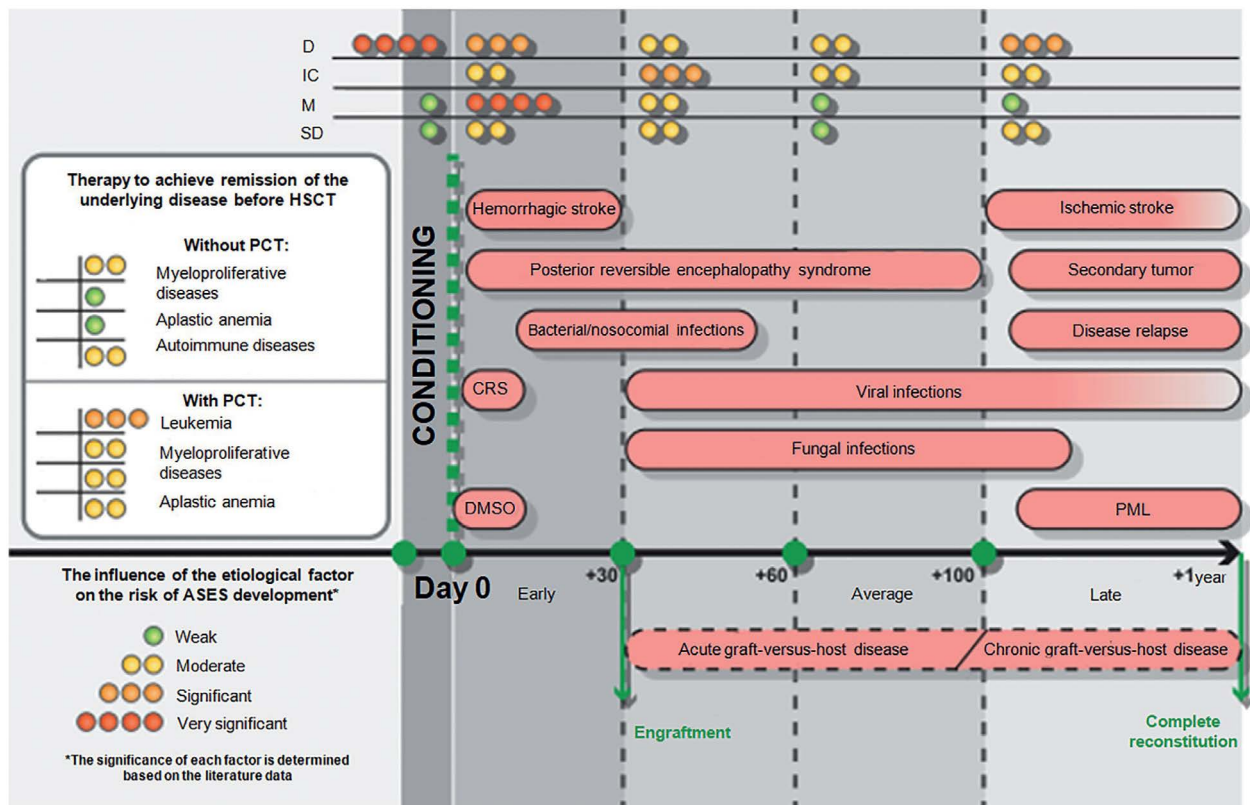 D
IC
M
SD
Therapy to achieve remission of the
underlying disease before HSCT
Without PCT:
Myeloproliferative
diseases
Aplastic anemia
Autoimmune diseases
With PCT:
Leukemia
Myeloproliferative
diseases
Aplastic anemia
CONDITIONING
Hemorrhagic stroke
Ischemic stroke
Posterior reversible encephalopathy syndrome
Secondary tumor
Bacterial/nosocomial infections
Disease relapse
CRS
Viral infections
Fungal infections
DMSO
PML
Day 0
+30
+60
+100
+1 year
Early
Average
Late
The influence of the etiological factor
on the risk of ASES development*
Weak
Moderate
Significant
Very significant
*The significance of each factor is determined
based on the literature data
Acute graft-versus-host disease
Chronic graft-versus-host disease
Engraftment
Complete
reconstitution